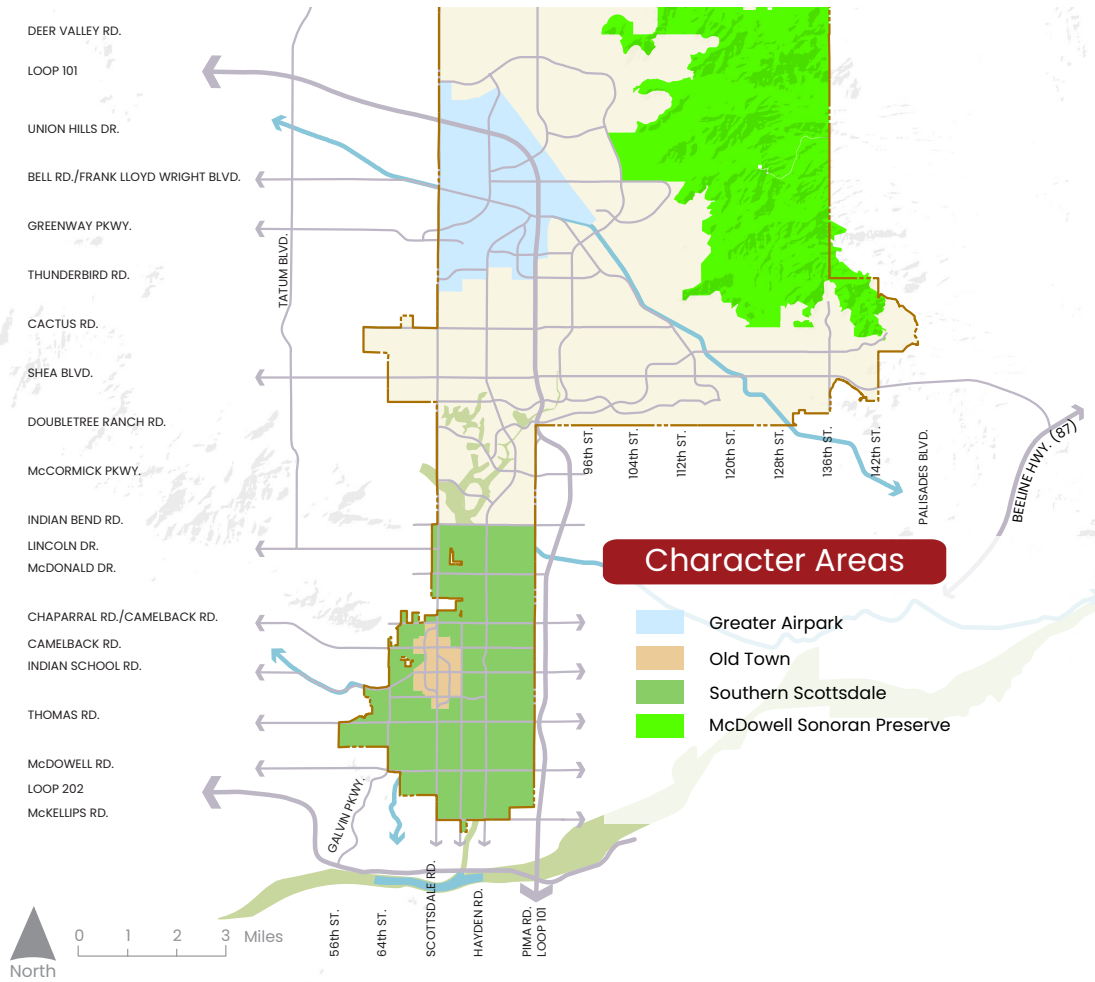 DEER VALLEY RD.
LOOP 101
UNION HILLS DR.
BELL RD./FRANK LLOYD WRIGHT BLVD.
GREENWAY PKWY.
THUNDERBIRD RD.
CACTUS RD.
SHEA BLVD.
DOUBLETREE RANCH RD.
McCORMICK PKWY.
INDIAN BEND RD.
LINCOLN DR.
McDONALD DR.
CHAPARRAL RD./CAMELBACK RD.
CAMELBACK RD.
INDIAN SCHOOL RD.
THOMAS RD.
McDOWELL RD.
LOOP 202
McKELLIPS RD.
TATUM BLVD.
96th ST.
104th ST.
112th ST.
120th ST.
128th ST.
136th ST.
142th ST.
PALISADES BLVD.
BEELINE HWY. (87)
Character Areas
Greater Airpark
Old Town
Southern Scottsdale
McDowell Sonoran Preserve
GALVIN PKWY.
56th ST.
64th ST.
SCOTTSDALE RD.
HAYDEN RD.
PIMA RD.
LOOP 101
0 1 2 3 Miles
North